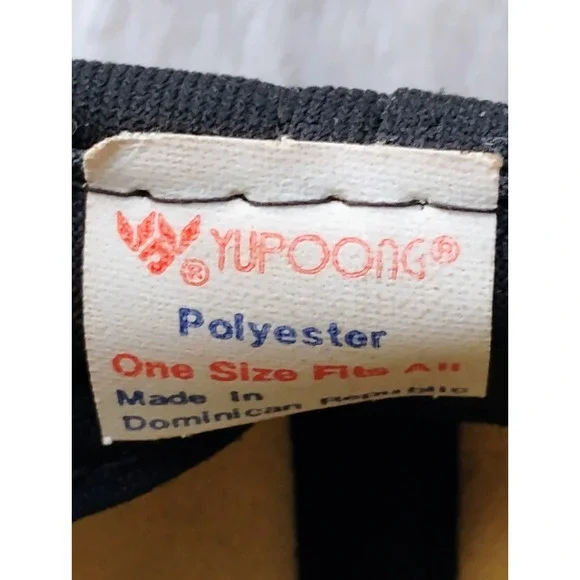 YUPOONG®
®
Polyester
One Size Fits All
Made In
Dominican Republic